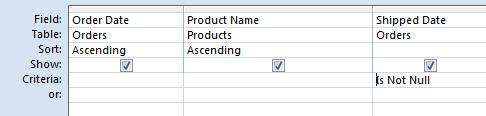 Field: Order Date Product Name Shipped Date
Table: Orders Products Orders
Sort: Ascending Ascending
Show:
Criteria: Is Not Null
or: